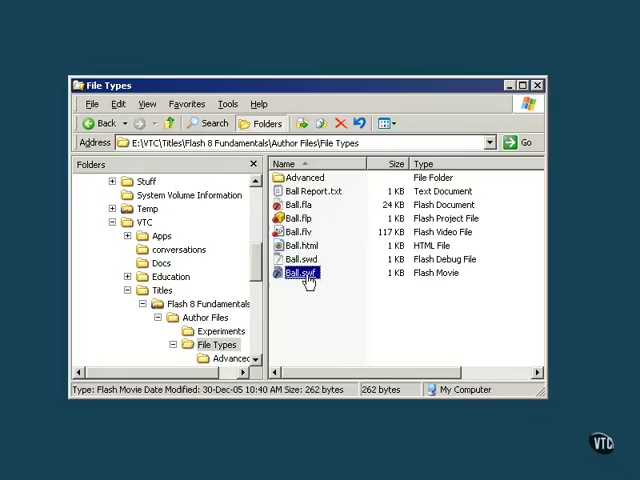 File Types
File Edit View Favorites Tools Help
Back Search Folders
Address E:\VTC\Titles\Flash 8 Fundamentals\Author Files\File Types Go
Folders Name Size Type
Stuff Advanced File Folder
System Volume Information Ball Report.txt 1 KB Text Document
Temp Ball.fla 24 KB Flash Document
VTC Ball.flp 1 KB Flash Project File
Apps Ball.flv 117 KB Flash Video File
conversations Ball.html 1 KB HTML File
Docs Ball.swd 1 KB Flash Debug File
Education Ball.swf 1 KB Flash Movie
Titles
Flash 8 Fundamentals
Author Files
Experiments
File Types
Advanced
Type: Flash Movie Date Modified: 30-Dec-05 10:40 AM Size: 262 bytes 262 bytes My Computer
VTC